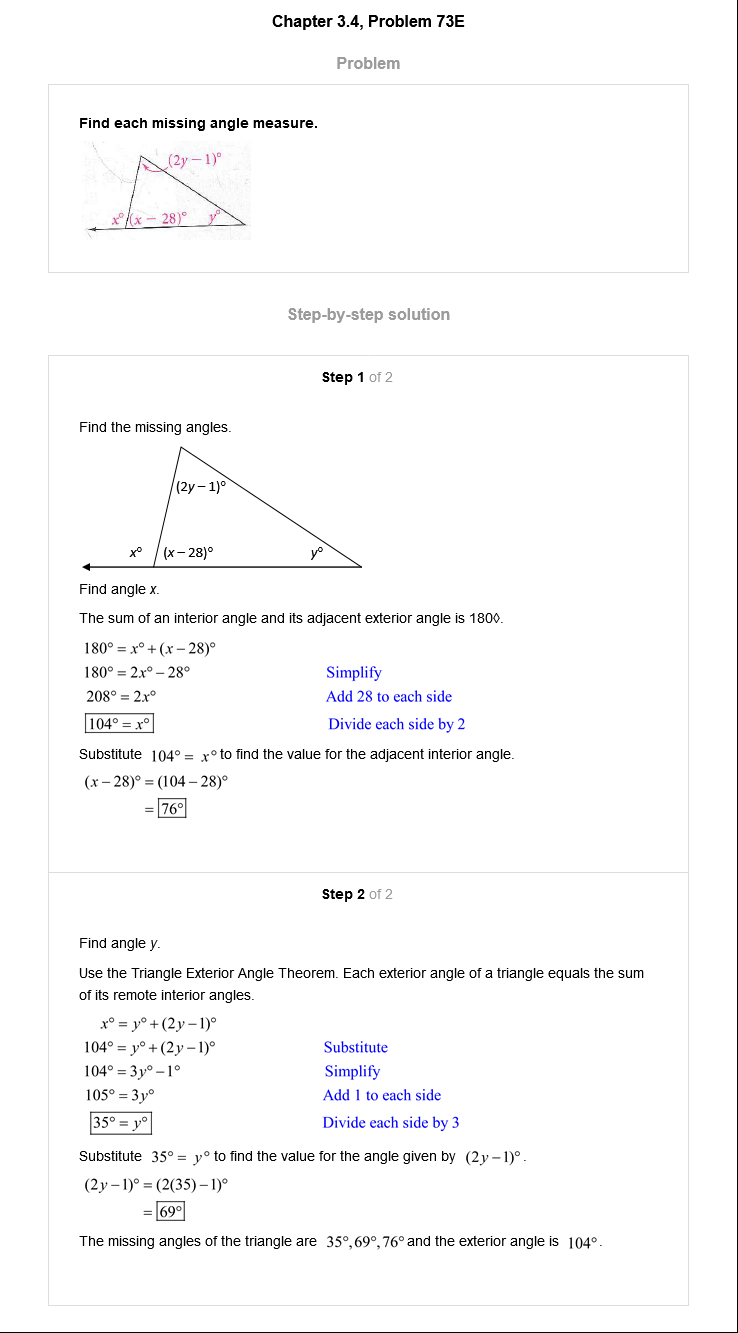 Chapter 3.4, Problem 73E
Problem
Find each missing angle measure.
(2y – 1)°
x° (x – 28)° y°
Step-by-step solution
Step 1 of 2
Find the missing angles.
(2y – 1)°
x° (x – 28)° y°
Find angle x.
The sum of an interior angle and its adjacent exterior angle is 180◊.
180° = x° + (x – 28)°
180° = 2x° – 28° Simplify
208° = 2x° Add 28 to each side
104° = x° Divide each side by 2
Substitute 104° = x° to find the value for the adjacent interior angle.
(x – 28)° = (104 – 28)°
= 76°
Step 2 of 2
Find angle y.
Use the Triangle Exterior Angle Theorem. Each exterior angle of a triangle equals the sum
of its remote interior angles.
x° = y° + (2y – 1)°
104° = y° + (2y – 1)° Substitute
104° = 3y° – 1° Simplify
105° = 3y° Add 1 to each side
35° = y° Divide each side by 3
Substitute 35° = y° to find the value for the angle given by (2y – 1)°.
(2y – 1)° = (2(35) – 1)°
= 69°
The missing angles of the triangle are 35°, 69°, 76° and the exterior angle is 104°.